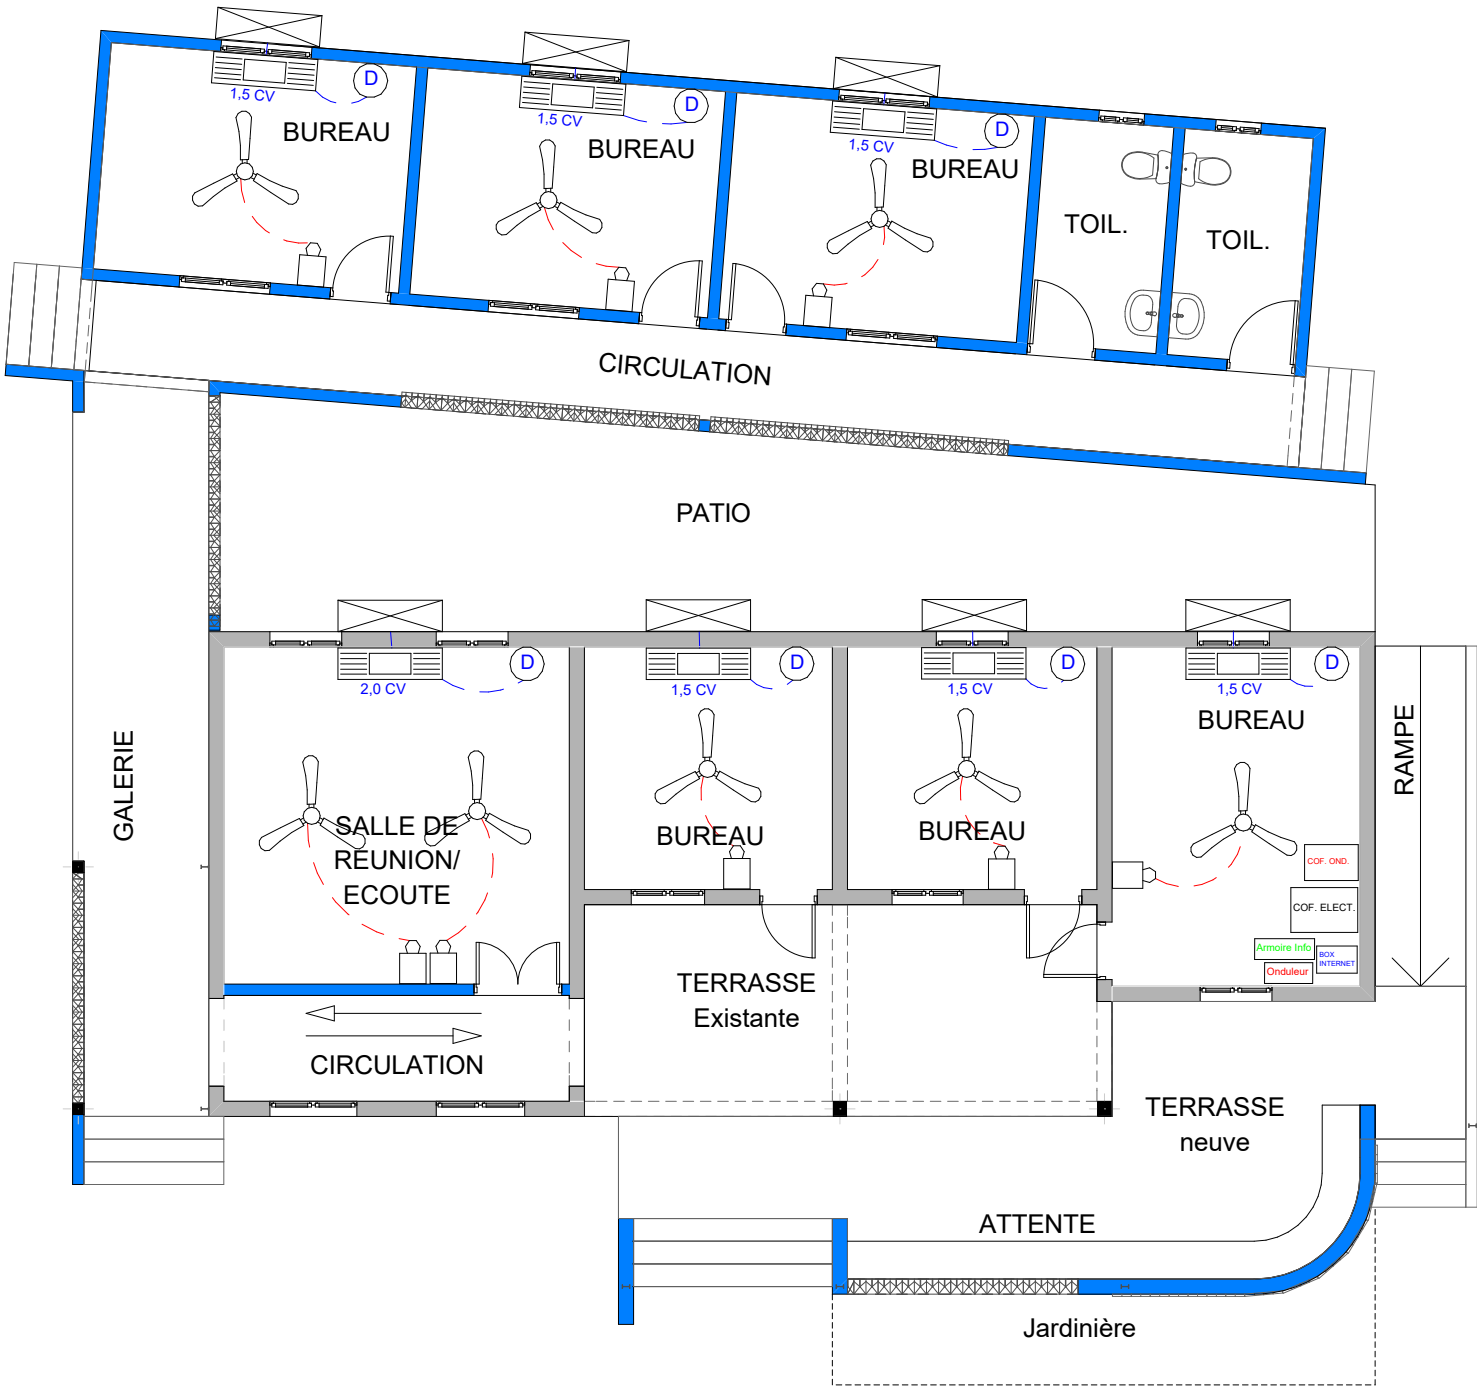 D
1,5 CV
BUREAU
D
1,5 CV
BUREAU
D
1,5 CV
BUREAU
TOIL.
TOIL.
CIRCULATION
PATIO
GALERIE
D
2,0 CV
SALLE DE
REUNION/
ECOUTE
D
1,5 CV
BUREAU
D
1,5 CV
BUREAU
D
1,5 CV
BUREAU
RAMPE
COF. OND.
COF. ELECT.
Armoire Info
BOX
INTERNET
Onduleur
TERRASSE
Existante
CIRCULATION
TERRASSE
neuve
ATTENTE
Jardinière